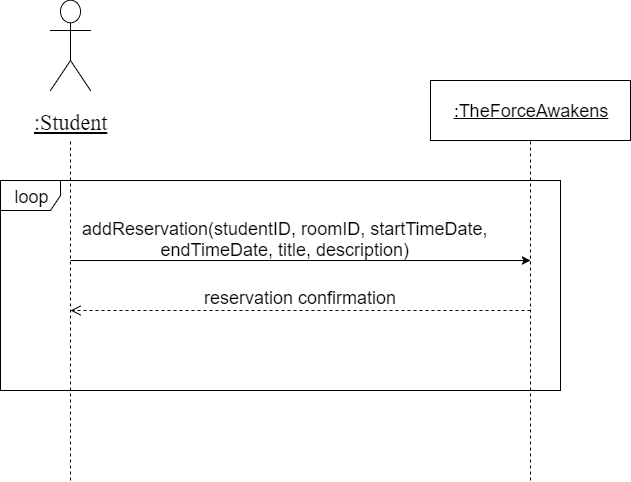 :Student
:TheForceAwakens
loop
addReservation(studentID, roomID, startTimeDate,
endTimeDate, title, description)
reservation confirmation